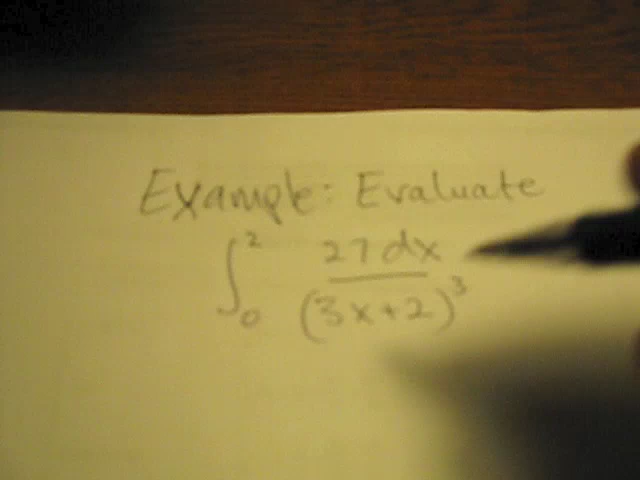 Example: Evaluate
∫₀² 27dx / (3x+2)³